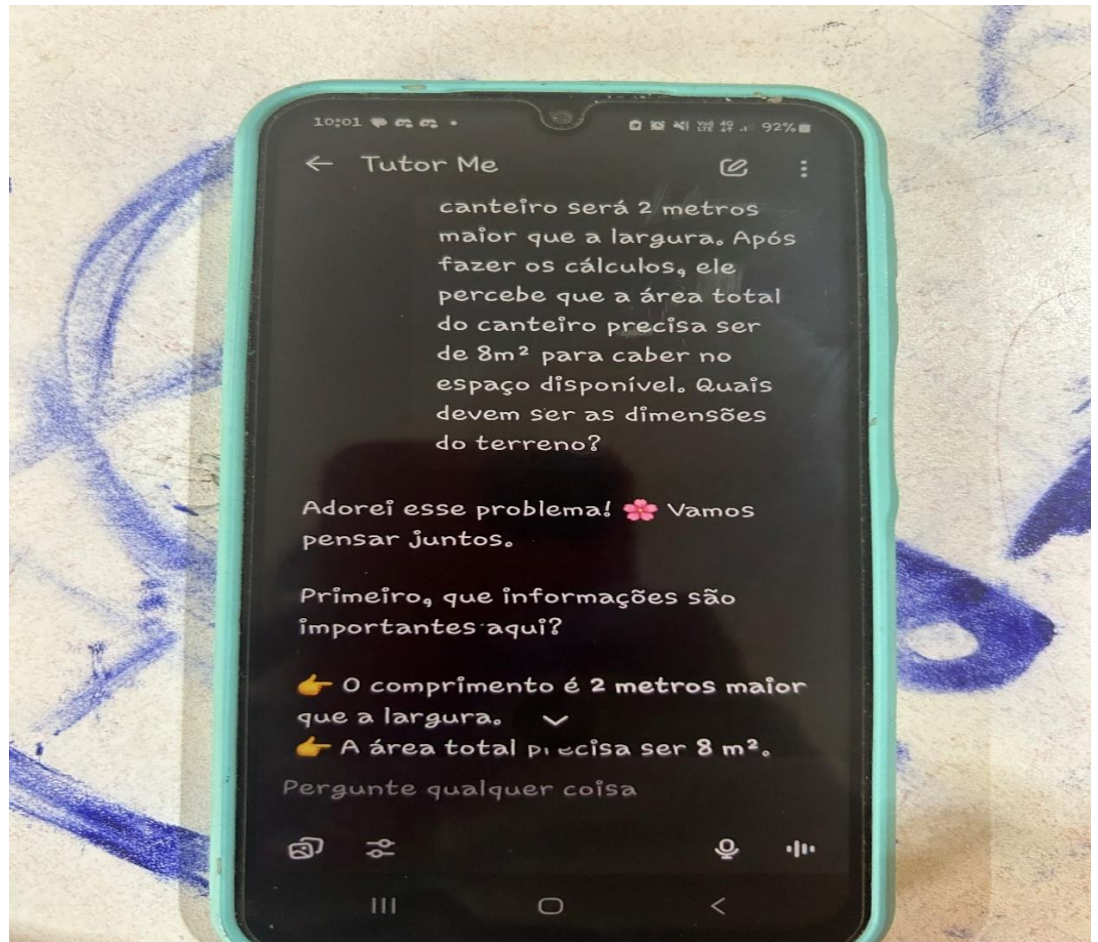 10:01
92%
Tutor Me
canteiro será 2 metros
maior que a largura. Após
fazer os cálculos, ele
percebe que a área total
do canteiro precisa ser
de 8m² para caber no
espaço disponível. Quais
devem ser as dimensões
do terreno?
Adorei esse problema! 🌸 Vamos
pensar juntos.
Primeiro, que informações são
importantes aqui?
👉 O comprimento é 2 metros maior
que a largura.
👉 A área total precisa ser 8 m².
Pergunte qualquer coisa